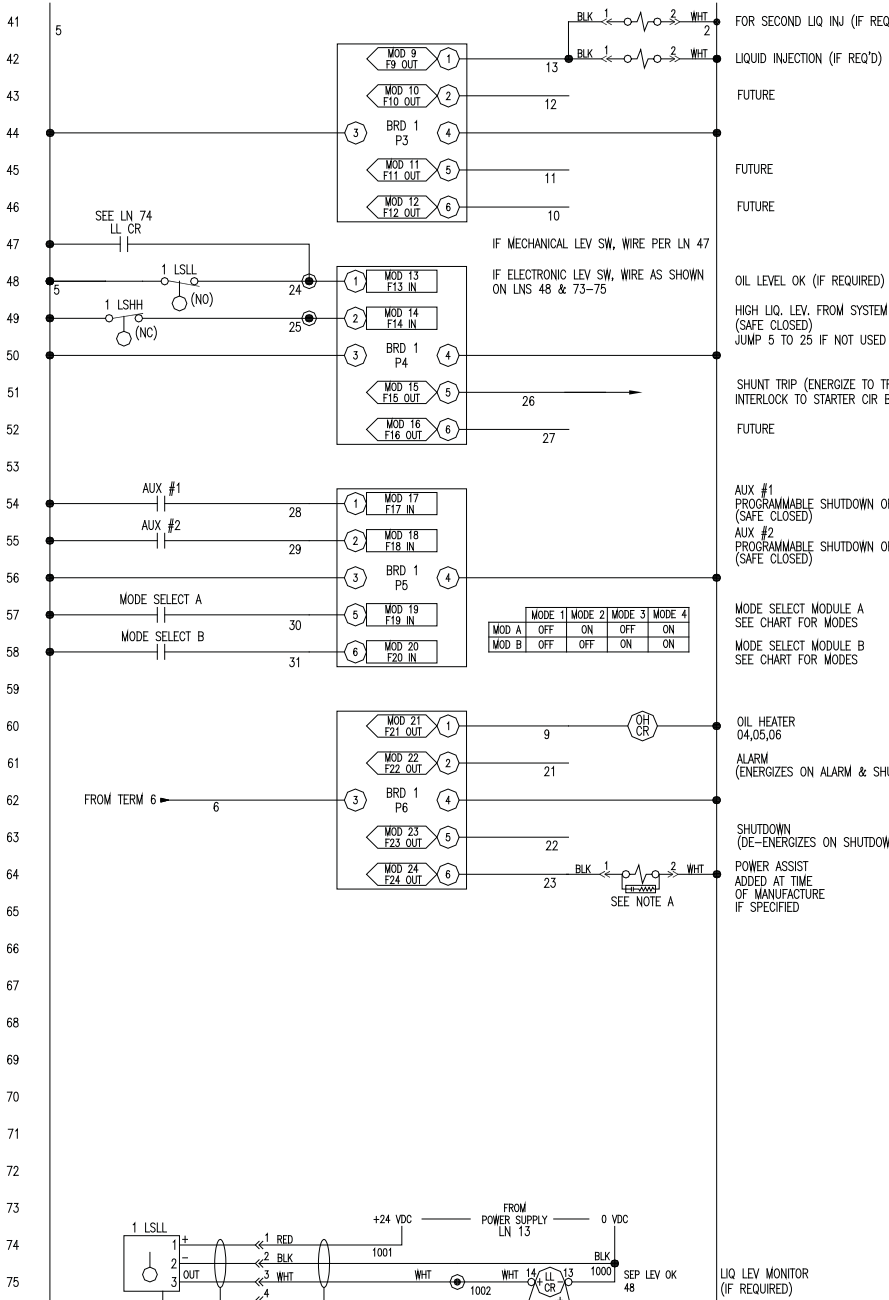 41 5 BLK 1 2 WHT 2 FOR SECOND LIQ INJ (IF REQ
42 MOD 9 F9 OUT 1 13 BLK 1 2 WHT LIQUID INJECTION (IF REQ'D)
43 MOD 10 F10 OUT 2 12 FUTURE
44 3 BRD 1 P3 4
45 MOD 11 F11 OUT 5 11 FUTURE
46 MOD 12 F12 OUT 6 10 FUTURE
SEE LN 74
LL CR
47 IF MECHANICAL LEV SW, WIRE PER LN 47
48 5 1 LSLL (NO) 24 1 MOD 13 F13 IN
IF ELECTRONIC LEV SW, WIRE AS SHOWN
ON LNS 48 & 73-75
OIL LEVEL OK (IF REQUIRED)
49 1 LSHH (NC) 25 2 MOD 14 F14 IN
HIGH LIQ. LEV. FROM SYSTEM
(SAFE CLOSED)
JUMP 5 TO 25 IF NOT USED
50 3 BRD 1 P4 4
51 MOD 15 F15 OUT 5 26
SHUNT TRIP (ENERGIZE TO TR
INTERLOCK TO STARTER CIR B
52 MOD 16 F16 OUT 6 27 FUTURE
53
54 AUX #1 28 1 MOD 17 F17 IN
AUX #1
PROGRAMMABLE SHUTDOWN O
(SAFE CLOSED)
55 AUX #2 29 2 MOD 18 F18 IN
AUX #2
PROGRAMMABLE SHUTDOWN O
(SAFE CLOSED)
56 3 BRD 1 P5 4
57 MODE SELECT A 30 5 MOD 19 F19 IN
MODE 1 MODE 2 MODE 3 MODE 4
MOD A OFF ON OFF ON
MOD B OFF OFF ON ON
MODE SELECT MODULE A
SEE CHART FOR MODES
58 MODE SELECT B 31 6 MOD 20 F20 IN
MODE SELECT MODULE B
SEE CHART FOR MODES
59
60 MOD 21 F21 OUT 1 9 OH CR
OIL HEATER
04,05,06
61 MOD 22 F22 OUT 2 21
ALARM
(ENERGIZES ON ALARM & SHU
62 FROM TERM 6 6 3 BRD 1 P6 4
63 MOD 23 F23 OUT 5 22
SHUTDOWN
(DE-ENERGIZES ON SHUTDOW
64 MOD 24 F24 OUT 6 23 BLK 1 2 WHT
SEE NOTE A
POWER ASSIST
ADDED AT TIME
OF MANUFACTURE
IF SPECIFIED
65
66
67
68
69
70
71
72
73 +24 VDC FROM POWER SUPPLY LN 13 0 VDC
1 LSLL
74 1 + 1 RED 1001
2 - 2 BLK BLK 1000
75 3 OUT 3 WHT WHT 1002 WHT 14 + LL CR - 13
SEP LEV OK
48
LIQ LEV MONITOR
(IF REQUIRED)
4